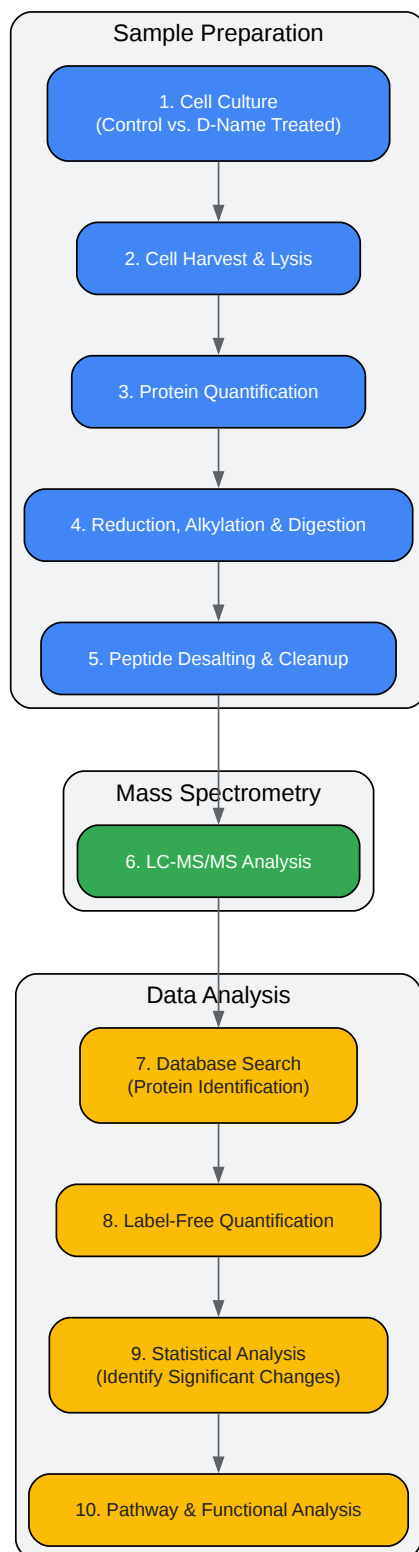 Sample Preparation
1. Cell Culture
(Control vs. D-Name Treated)
2. Cell Harvest & Lysis
3. Protein Quantification
4. Reduction, Alkylation & Digestion
5. Peptide Desalting & Cleanup
Mass Spectrometry
6. LC-MS/MS Analysis
Data Analysis
7. Database Search
(Protein Identification)
8. Label-Free Quantification
9. Statistical Analysis
(Identify Significant Changes)
10. Pathway & Functional Analysis